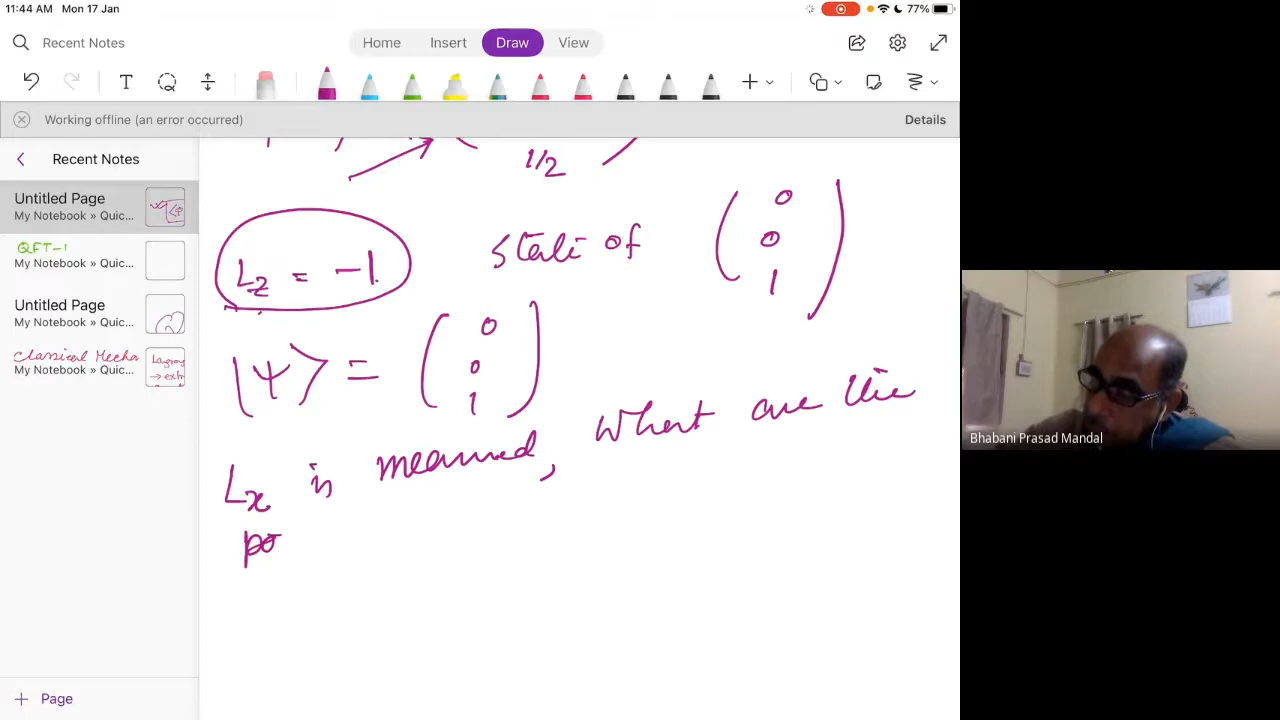 11:44 AM Mon 17 Jan
77%
Recent Notes
Home Insert Draw View
Working offline (an error occurred)
Details
Recent Notes
Untitled Page
My Notebook » Quic...
QFT-1
My Notebook » Quic...
Untitled Page
My Notebook » Quic...
Classical Mecha
My Notebook » Quic...
Page
1/2
Lz = -1
state of
( 0 0 1 )
|ψ⟩ = ( 0 0 1 )
Lx is measured, what are the
po
Bhabani Prasad Mandal